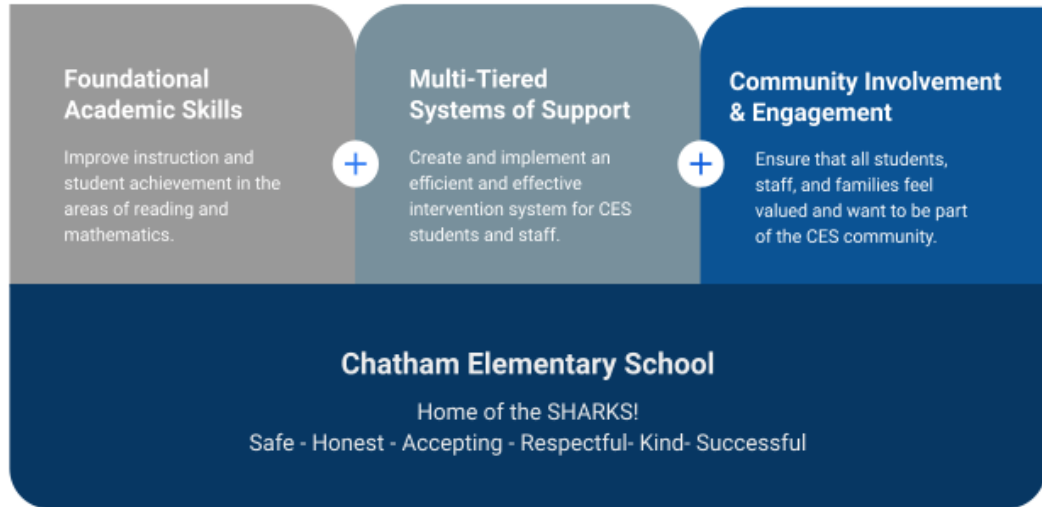 Foundational
Academic Skills
Improve instruction and
student achievement in the
areas of reading and
mathematics.
Multi-Tiered
Systems of Support
Create and implement an
efficient and effective
intervention system for CES
students and staff.
Community Involvement
& Engagement
Ensure that all students,
staff, and families feel
valued and want to be part
of the CES community.
Chatham Elementary School
Home of the SHARKS!
Safe - Honest - Accepting - Respectful- Kind- Successful